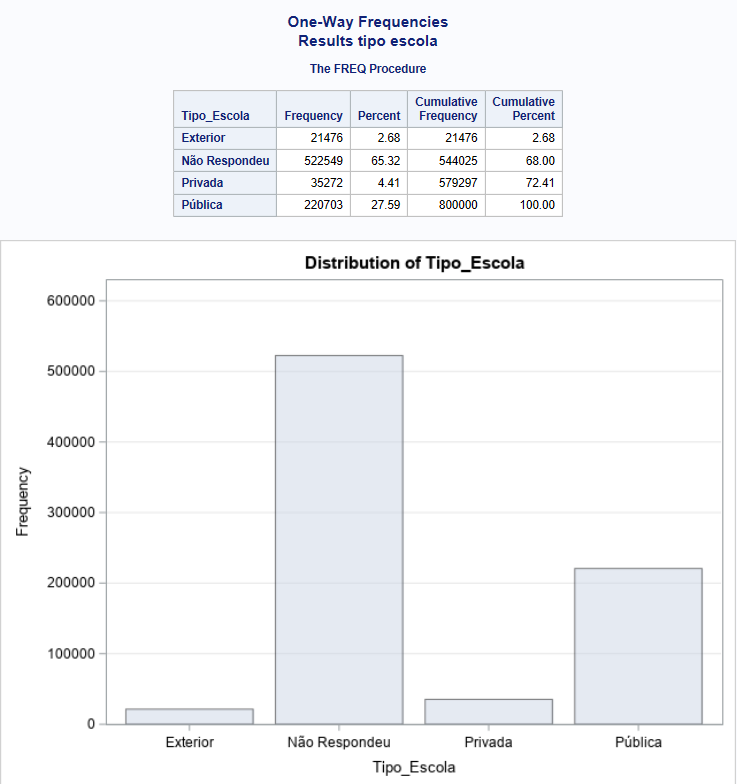 One-Way Frequencies
Results tipo escola
The FREQ Procedure
Tipo_Escola Frequency Percent Cumulative Frequency Cumulative Percent
Exterior 21476 2.68 21476 2.68
Não Respondeu 522549 65.32 544025 68.00
Privada 35272 4.41 579297 72.41
Pública 220703 27.59 800000 100.00
Distribution of Tipo_Escola
600000
500000
400000
300000
200000
100000
0
Frequency
Exterior Não Respondeu Privada Pública
Tipo_Escola